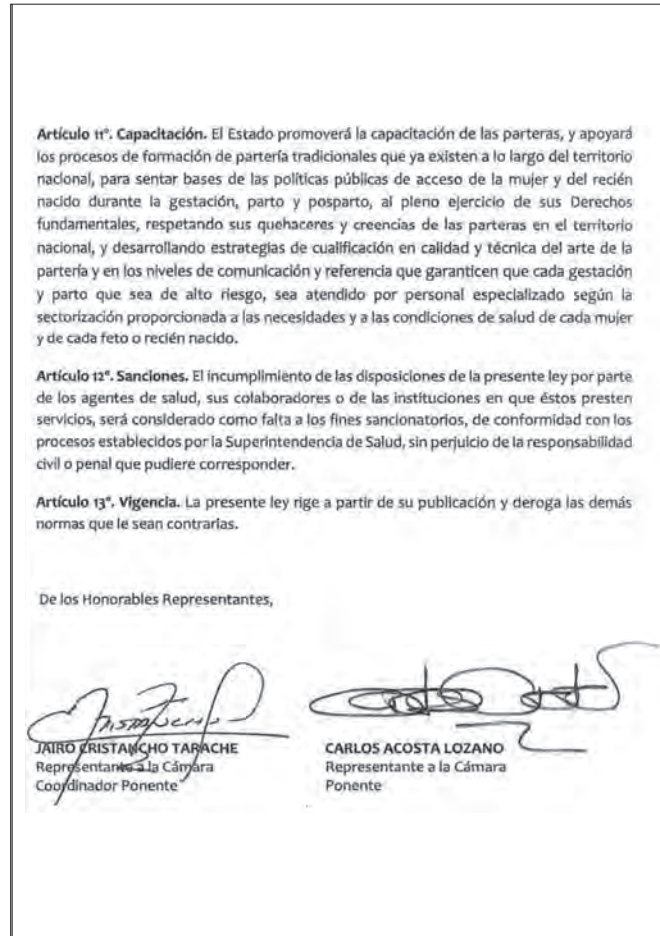 Artículo 11°. Capacitación. El Estado promoverá la capacitación de las parteras, y apoyará
los procesos de formación de partería tradicionales que ya existen a lo largo del territorio
nacional, para sentar bases de las políticas públicas de acceso de la mujer y del recién
nacido durante la gestación, parto y posparto, al pleno ejercicio de sus Derechos
fundamentales, respetando sus quehaceres y creencias de las parteras en el territorio
nacional, y desarrollando estrategias de cualificación en calidad y técnica del arte de la
partería y en los niveles de comunicación y referencia que garanticen que cada gestación
y parto que sea de alto riesgo, sea atendido por personal especializado según la
sectorización proporcionada a las necesidades y a las condiciones de salud de cada mujer
y de cada feto o recién nacido.
Artículo 12°. Sanciones. El incumplimiento de las disposiciones de la presente ley por parte
de los agentes de salud, sus colaboradores o de las instituciones en que éstos presten
servicios, será considerado como falta a los fines sancionatorios, de conformidad con los
procesos establecidos por la Superintendencia de Salud, sin perjuicio de la responsabilidad
civil o penal que pudiere corresponder.
Artículo 13°. Vigencia. La presente ley rige a partir de su publicación y deroga las demás
normas que le sean contrarias.
De los Honorables Representantes,
JAIRO CRISTANCHO TARACHE
Representante a la Cámara
Coordinador Ponente
CARLOS ACOSTA LOZANO
Representante a la Cámara
Ponente